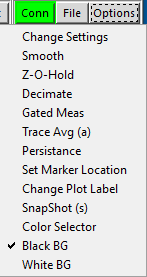 Conn File Options
Change Settings
Smooth
Z-O-Hold
Decimate
Gated Meas
Trace Avg (a)
Persistance
Set Marker Location
Change Plot Label
SnapShot (s)
Color Selector
✓ Black BG
White BG